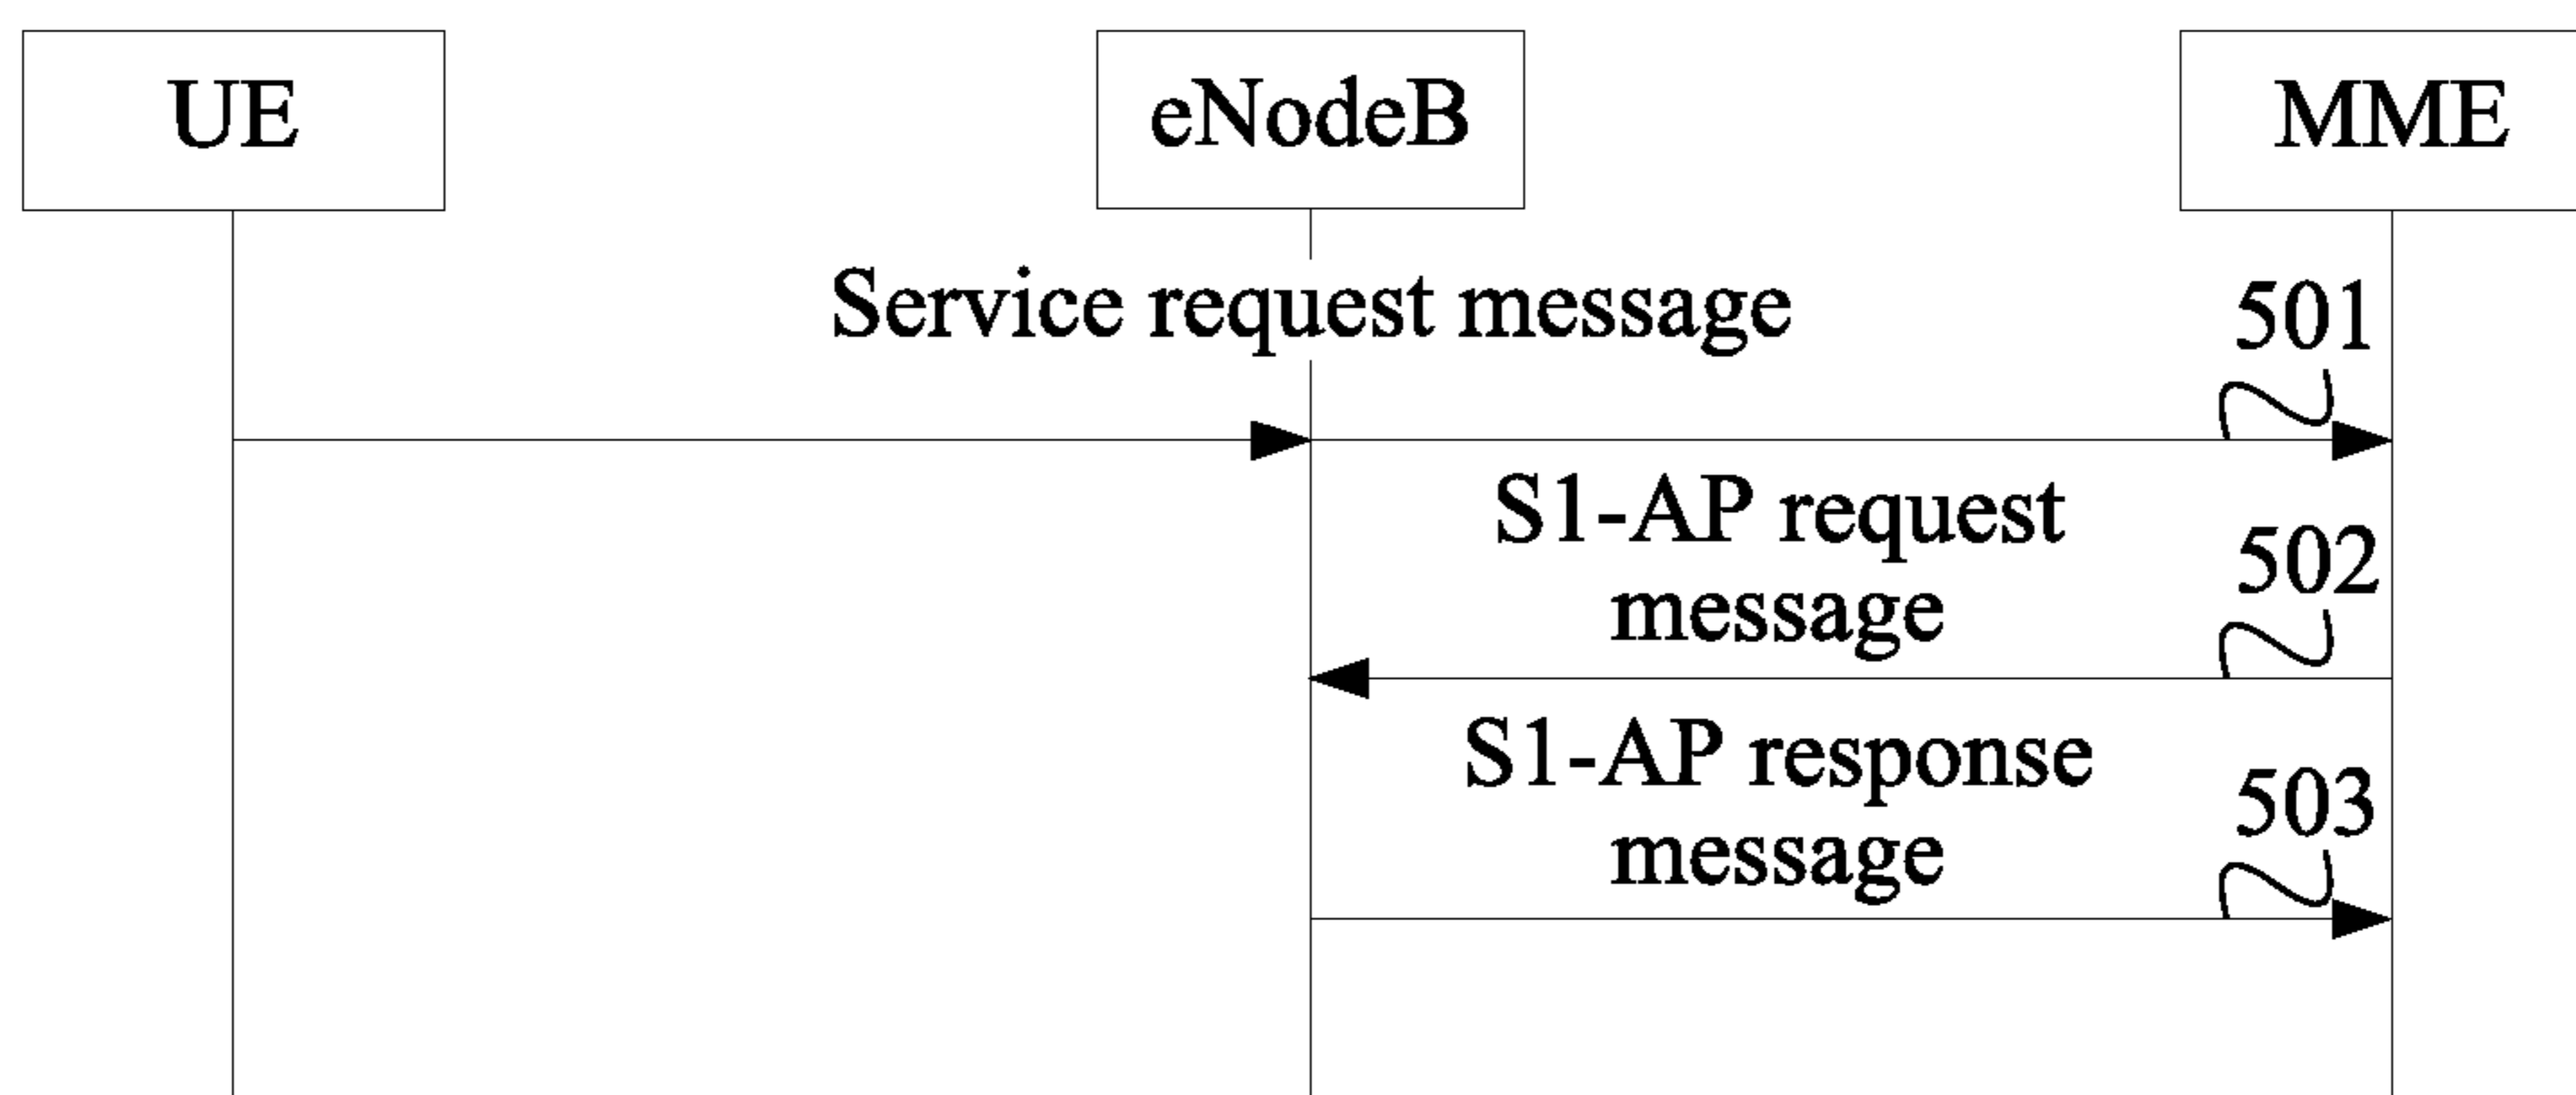 UE
eNodeB
MME
Service request message
501
S1-AP request
message
502
S1-AP response
message
503